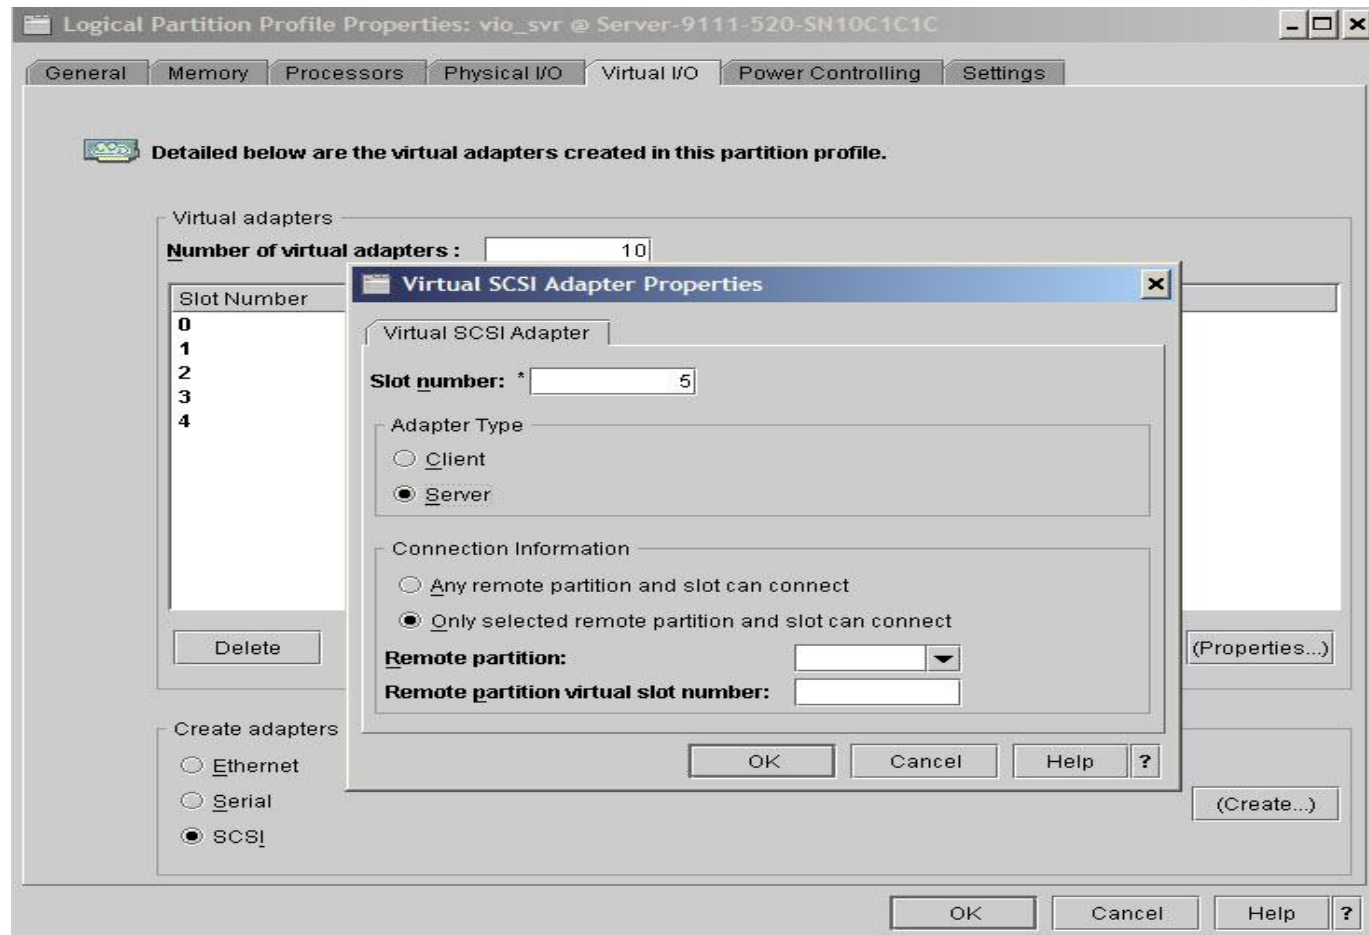 Logical Partition Profile Properties: vio_svr @ Server-9111-520-SN10C1C1C
General Memory Processors Physical I/O Virtual I/O Power Controlling Settings
Detailed below are the virtual adapters created in this partition profile.
Virtual adapters
Number of virtual adapters : 10
Slot Number
0
1
2
3
4
Delete
(Properties...)
Virtual SCSI Adapter Properties
Virtual SCSI Adapter
Slot number: * 5
Adapter Type
Client
Server
Connection Information
Any remote partition and slot can connect
Only selected remote partition and slot can connect
Remote partition:
Remote partition virtual slot number:
OK Cancel Help ?
Create adapters
Ethernet
Serial
SCSI
(Create...)
OK Cancel Help ?